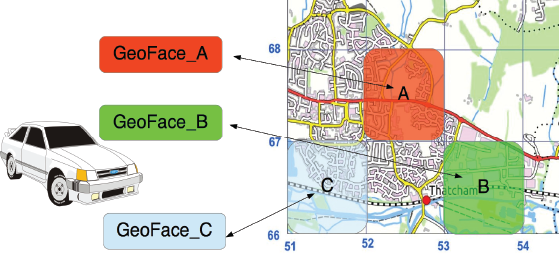 GeoFace_A
GeoFace_B
GeoFace_C
68
67
66
51
52
53
54
A
B
C
Thatcham